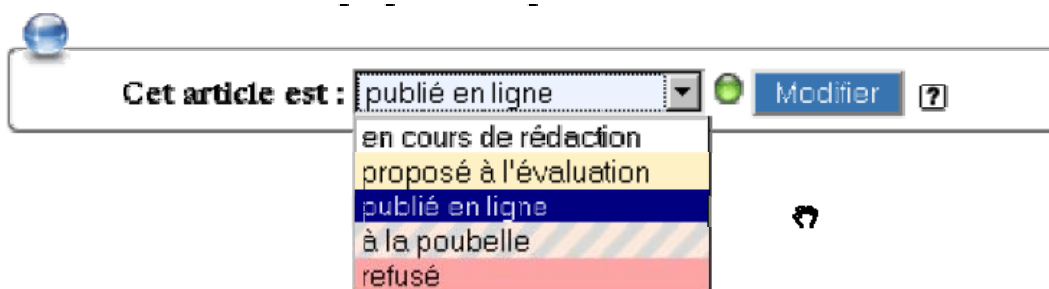 Cet article est : publié en ligne Modifier ?
en cours de rédaction
proposé à l'évaluation
publié en ligne
à la poubelle
refusé